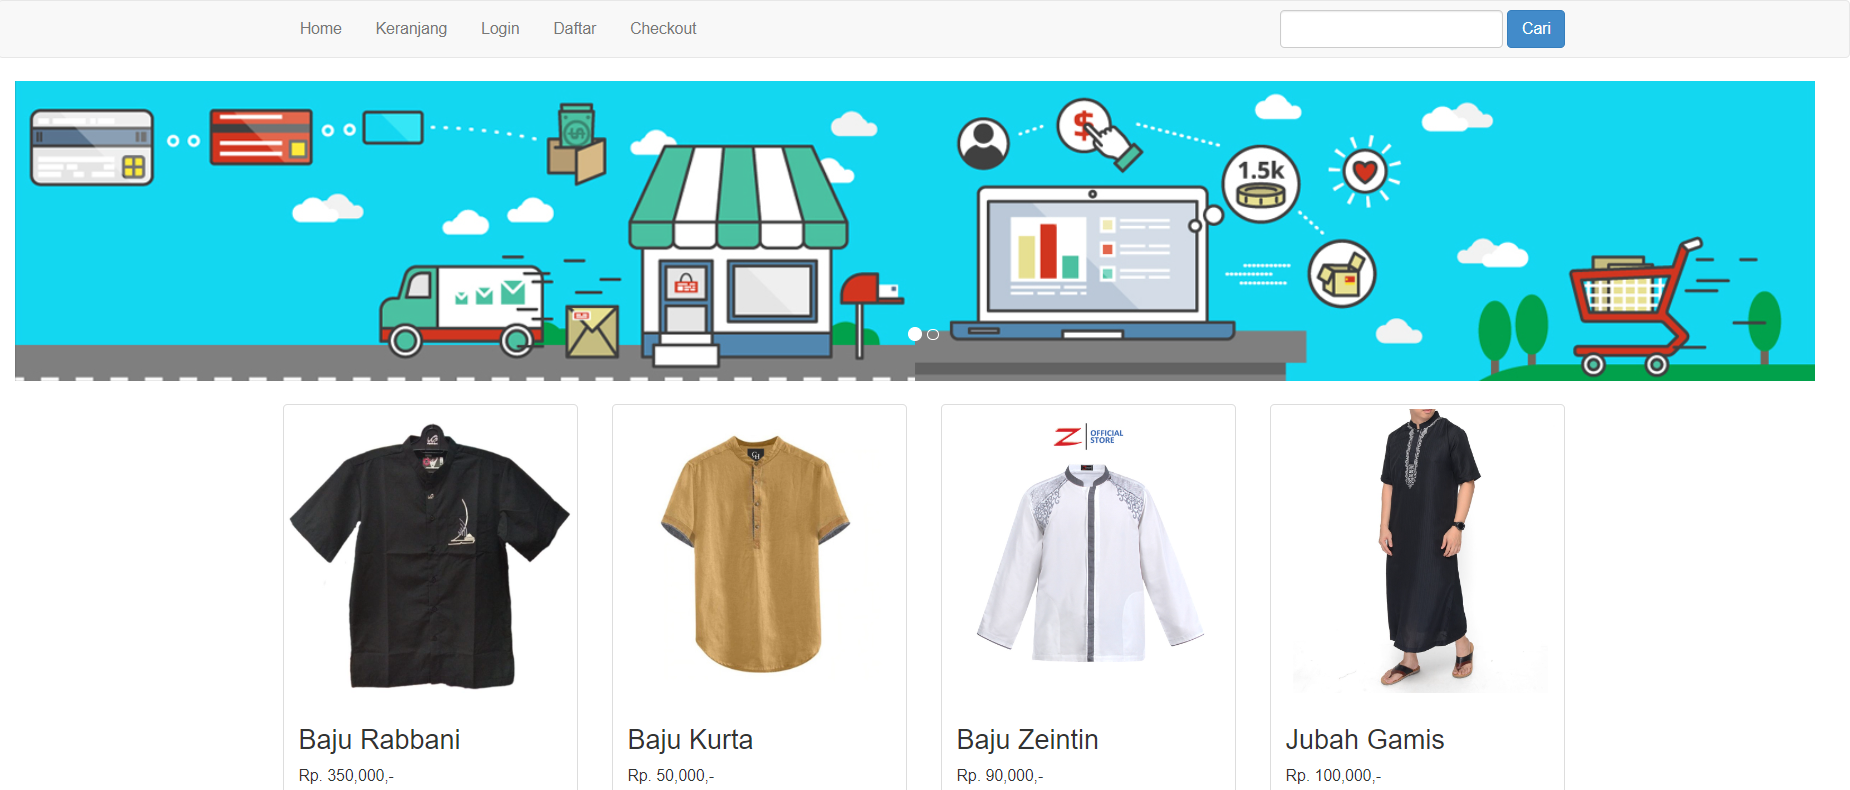 Home Keranjang Login Daftar Checkout Cari
$
1.5k
Z OFFICIAL
STORE
Baju Rabbani
Baju Kurta
Baju Zeintin
Jubah Gamis
Rp. 350,000,-
Rp. 50,000,-
Rp. 90,000,-
Rp. 100,000,-